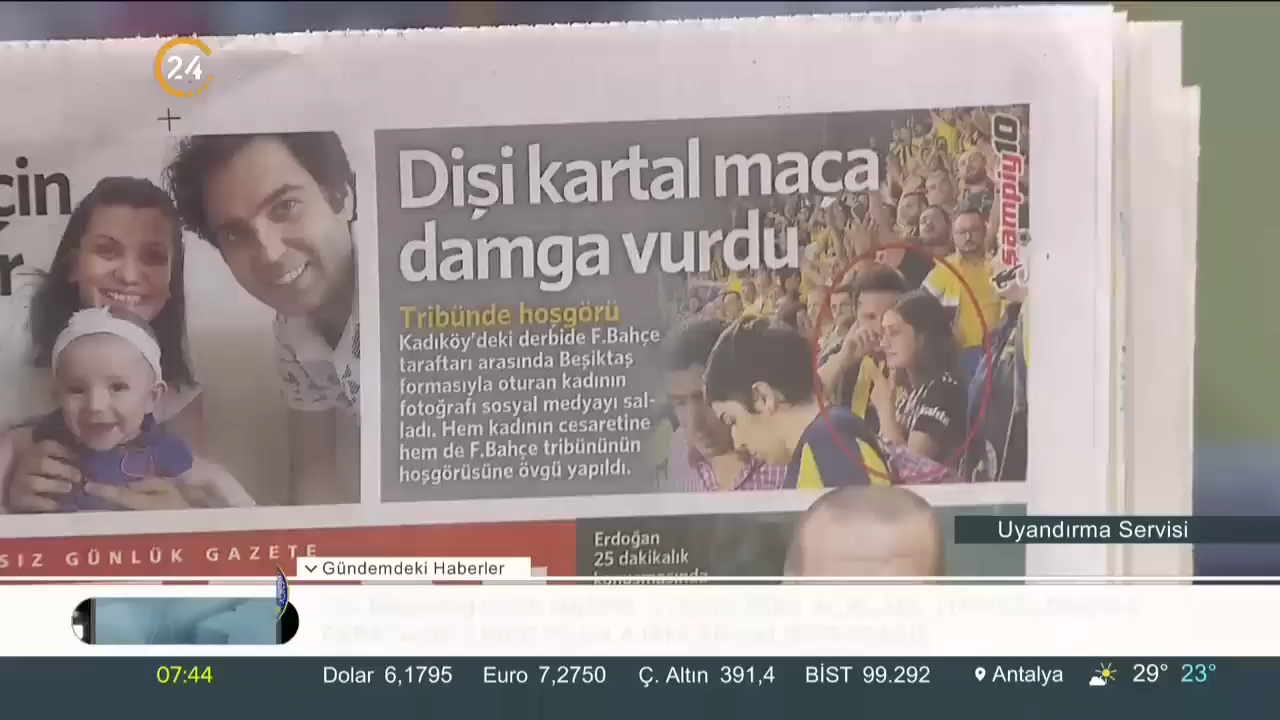 24
çin
r
Dişi kartal maca
damga vurdu
Tribünde hoşgörü
Kadıköy'deki derbide F.Bahçe
taraftarı arasında Beşiktaş
formasıyla oturan kadının
fotoğrafı sosyal medyayı sal-
ladı. Hem kadının cesaretine
hem de F.Bahçe tribününün
hoşgörüsüne övgü yapıldı.
olimpiyat
SIZ GÜNLÜK GAZETE
Erdoğan
25 dakikalık
konuşmasında
Uyandırma Servisi
Gündemdeki Haberler
07:44 Dolar 6,1795 Euro 7,2750 Ç. Altın 391,4 BİST 99.292 Antalya 29° 23°